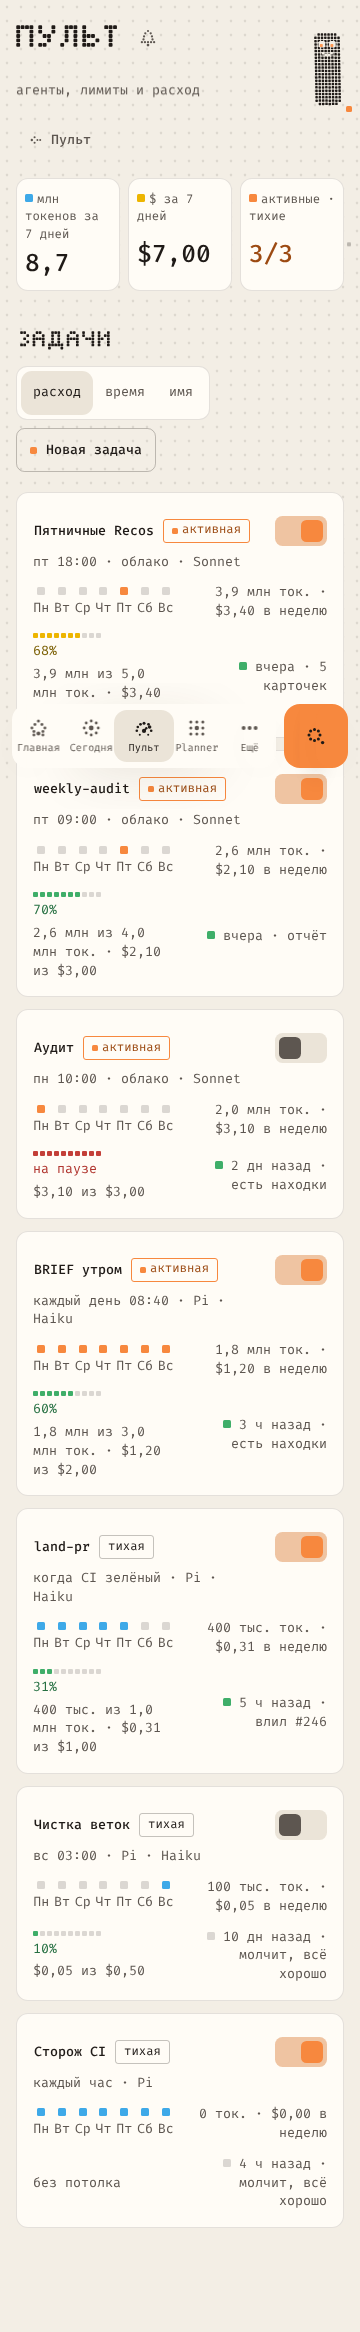 ПУЛЬТ
агенты, лимиты и расход
Пульт
млн токенов за 7 дней
8,7
$ за 7 дней
$7,00
активные · тихие
3/3
ЗАДАЧИ
расход время имя
Новая задача
Пятничные Recos активная
пт 18:00 · облако · Sonnet
Пн Вт Ср Чт Пт Сб Вс
3,9 млн ток. ·
$3,40 в неделю
68%
3,9 млн из 5,0
млн ток. · $3,40
вчера · 5
карточек
Главная Сегодня Пульт Planner Ещё
weekly-audit активная
пт 09:00 · облако · Sonnet
Пн Вт Ср Чт Пт Сб Вс
2,6 млн ток. ·
$2,10 в неделю
70%
2,6 млн из 4,0
млн ток. · $2,10
из $3,00
вчера · отчёт
Аудит активная
пн 10:00 · облако · Sonnet
Пн Вт Ср Чт Пт Сб Вс
2,0 млн ток. ·
$3,10 в неделю
на паузе
$3,10 из $3,00
2 дн назад ·
есть находки
BRIEF утром активная
каждый день 08:40 · Pi ·
Haiku
Пн Вт Ср Чт Пт Сб Вс
1,8 млн ток. ·
$1,20 в неделю
60%
1,8 млн из 3,0
млн ток. · $1,20
из $2,00
3 ч назад ·
есть находки
land-pr тихая
когда CI зелёный · Pi ·
Haiku
Пн Вт Ср Чт Пт Сб Вс
400 тыс. ток. ·
$0,31 в неделю
31%
400 тыс. из 1,0
млн ток. · $0,31
из $1,00
5 ч назад ·
влил #246
Чистка веток тихая
вс 03:00 · Pi · Haiku
Пн Вт Ср Чт Пт Сб Вс
100 тыс. ток. ·
$0,05 в неделю
10%
$0,05 из $0,50
10 дн назад ·
молчит, всё
хорошо
Сторож CI тихая
каждый час · Pi
Пн Вт Ср Чт Пт Сб Вс
0 ток. · $0,00 в
неделю
без потолка
4 ч назад ·
молчит, всё
хорошо